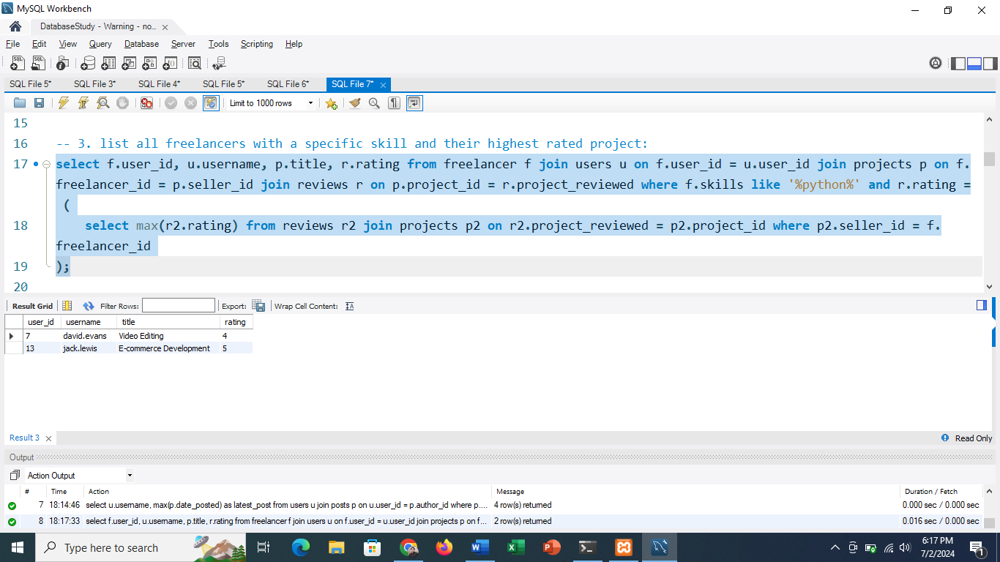 MySQL Workbench
DatabaseStudy - Warning - no...
File Edit View Query Database Server Tools Scripting Help
SQL File 5* SQL File 3* SQL File 4* SQL File 5* SQL File 6* SQL File 7*
Limit to 1000 rows
15
16 -- 3. list all freelancers with a specific skill and their highest rated project:
17 select f.user_id, u.username, p.title, r.rating from freelancer f join users u on f.user_id = u.user_id join projects p on f.
freelancer_id = p.seller_id join reviews r on p.project_id = r.project_reviewed where f.skills like '%python%' and r.rating =
(
18 select max(r2.rating) from reviews r2 join projects p2 on r2.project_reviewed = p2.project_id where p2.seller_id = f.
freelancer_id
19 );
20
Result Grid Filter Rows: Export: Wrap Cell Content:
user_id username title rating
7 david.evans Video Editing 4
13 jack.lewis E-commerce Development 5
Result 3 Read Only
Output
Action Output
# Time Action Message Duration / Fetch
7 18:14:46 select u.username, max(p.date_posted) as latest_post from users u join posts p on u.user_id = p.author_id where p.... 4 row(s) returned 0.000 sec / 0.000 sec
8 18:17:33 select f.user_id, u.username, p.title, r.rating from freelancer f join users u on f.user_id = u.user_id join projects p on f... 2 row(s) returned 0.016 sec / 0.000 sec
Type here to search
6:17 PM
7/2/2024
1